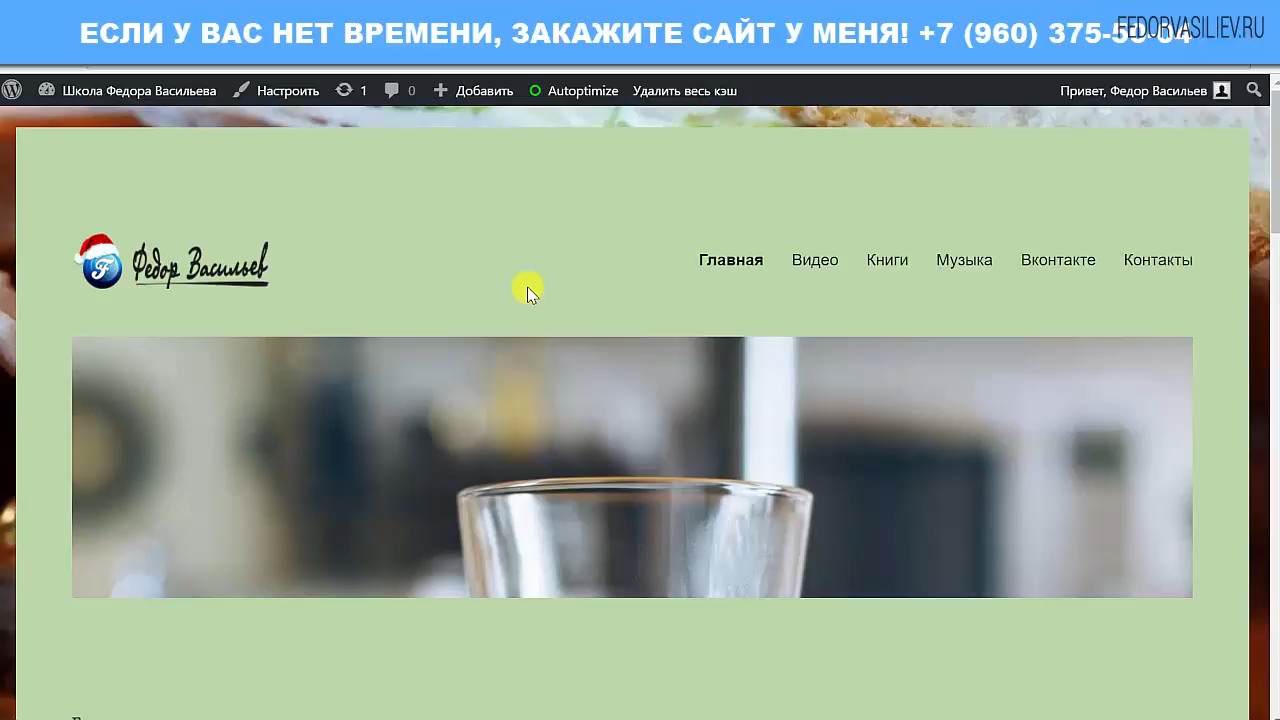 ЕСЛИ У ВАС НЕТ ВРЕМЕНИ, ЗАКАЖИТЕ САЙТ У МЕНЯ! +7 (960) 375-
FEDORVASILIEV.RU
Школа Федора Васильева Настроить 1 0 Добавить Autoptimize Удалить весь кэш Привет, Федор Васильев
Федор Васильев
Главная Видео Книги Музыка Вконтакте Контакты